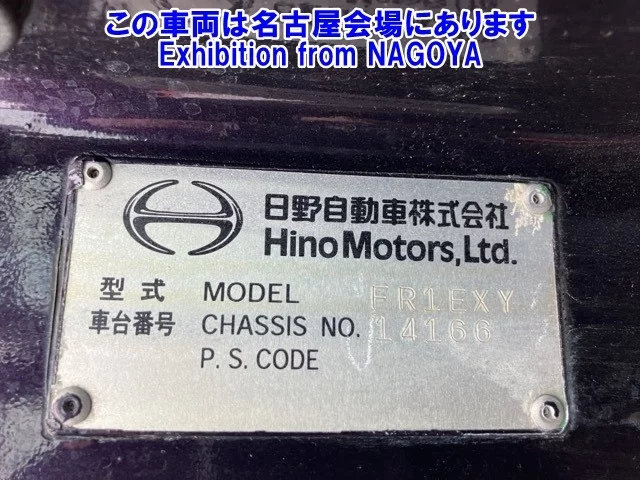 この車両は名古屋会場にあります
Exhibition from NAGOYA
日野自動車株式会社
Hino Motors, Ltd.
型式 MODEL FR1EXY
車台番号 CHASSIS NO. 14166
P. S. CODE